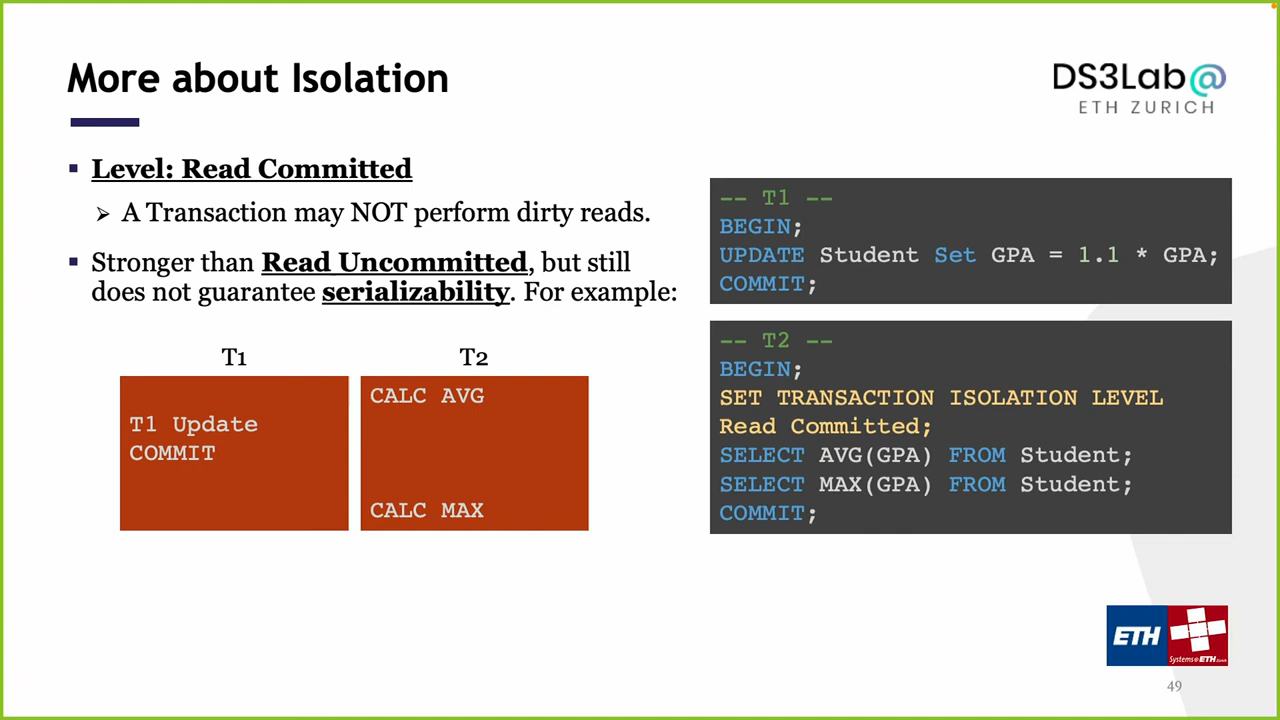 More about Isolation
DS3Lab@
ETH ZURICH
▪ Level: Read Committed
➢ A Transaction may NOT perform dirty reads.
▪ Stronger than Read Uncommitted, but still
does not guarantee serializability. For example:
T1 T2
CALC AVG
T1 Update
COMMIT
CALC MAX
-- T1 --
BEGIN;
UPDATE Student Set GPA = 1.1 * GPA;
COMMIT;
-- T2 --
BEGIN;
SET TRANSACTION ISOLATION LEVEL
Read Committed;
SELECT AVG(GPA) FROM Student;
SELECT MAX(GPA) FROM Student;
COMMIT;
ETH
Systems@ETH Zurich
49